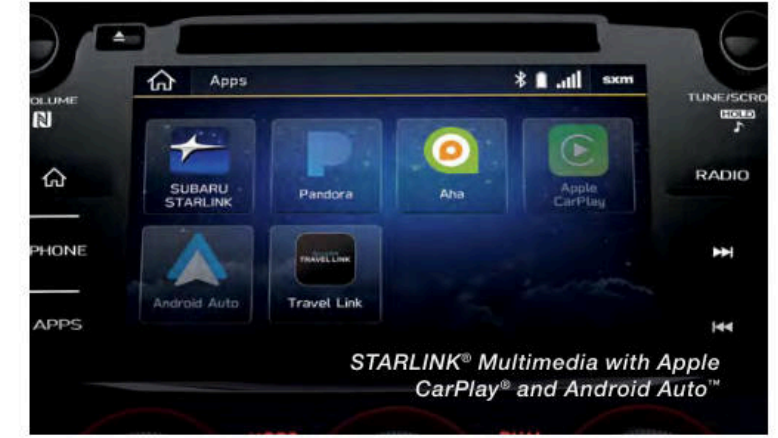 Apps
sxm
VOLUME
TUNE/SCRO
HOLD
RADIO
SUBARU
STARLINK
Pandora
Aha
Apple
CarPlay
PHONE
Android Auto
TRAVEL LINK
Travel Link
APPS
STARLINK® Multimedia with Apple
CarPlay® and Android Auto™